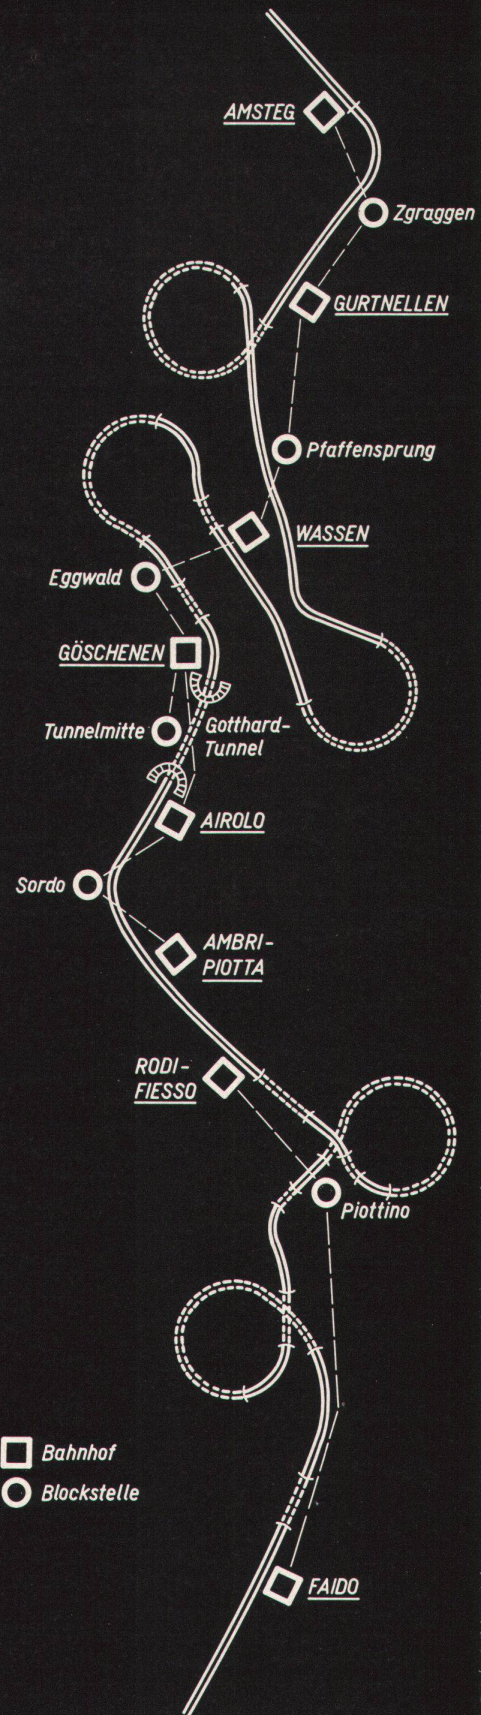 AMSTEG
Zgraggen
GURTNELLEN
Pfaffensprung
WASSEN
Eggwald
GÖSCHENEN
Tunnelmitte
Gotthard-
Tunnel
AIROLO
Sordo
AMBRI-
PIOTTA
RODI-
FIESSO
Piottino
Bahnhof
Blockstelle
FAIDO